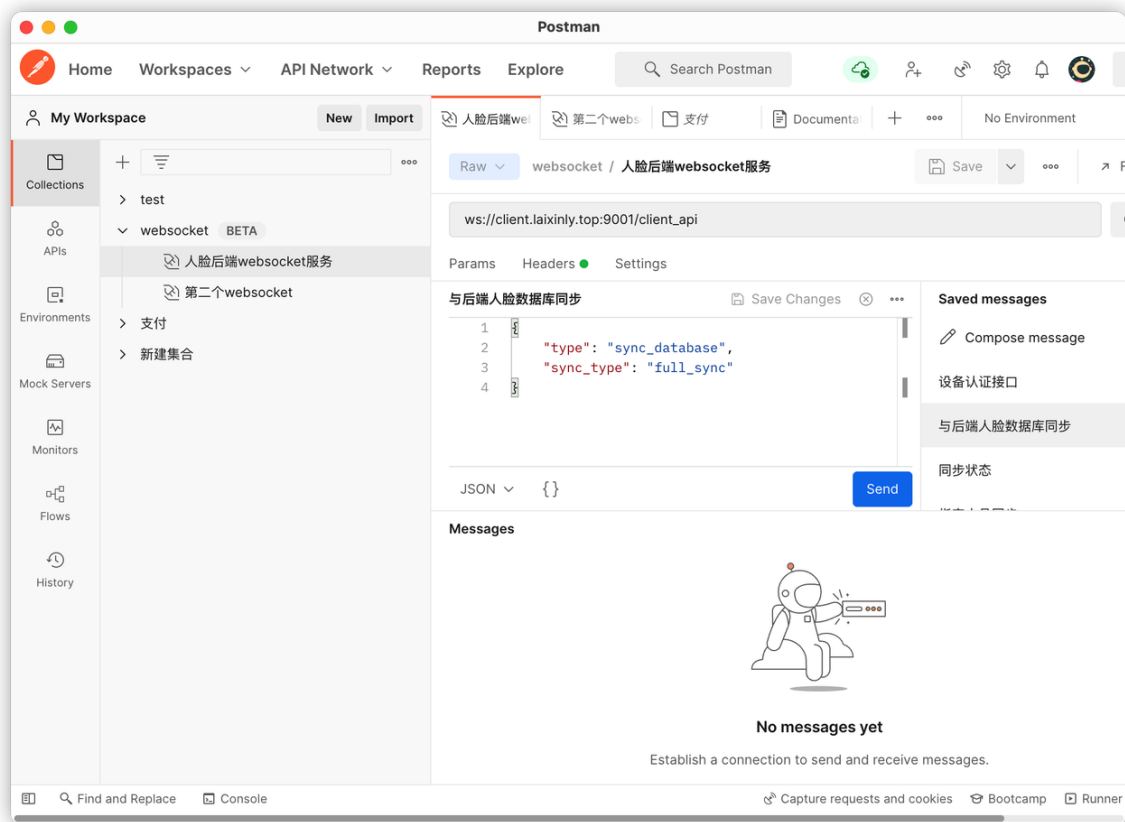 Postman
Home Workspaces API Network Reports Explore Search Postman
My Workspace New Import
人脸后端we 第二个webs 支付 Documenta No Environment
Collections
APIs
Environments
Mock Servers
Monitors
Flows
History
test
websocket BETA
人脸后端websocket服务
第二个websocket
支付
新建集合
Raw websocket / 人脸后端websocket服务 Save
ws://client.laixinly.top:9001/client_api
Params Headers Settings
与后端人脸数据库同步 Save Changes
1 {
2 "type": "sync_database",
3 "sync_type": "full_sync"
4 }
JSON {} Send
Saved messages
Compose message
设备认证接口
与后端人脸数据库同步
同步状态
Messages
No messages yet
Establish a connection to send and receive messages.
Find and Replace Console Capture requests and cookies Bootcamp Runner